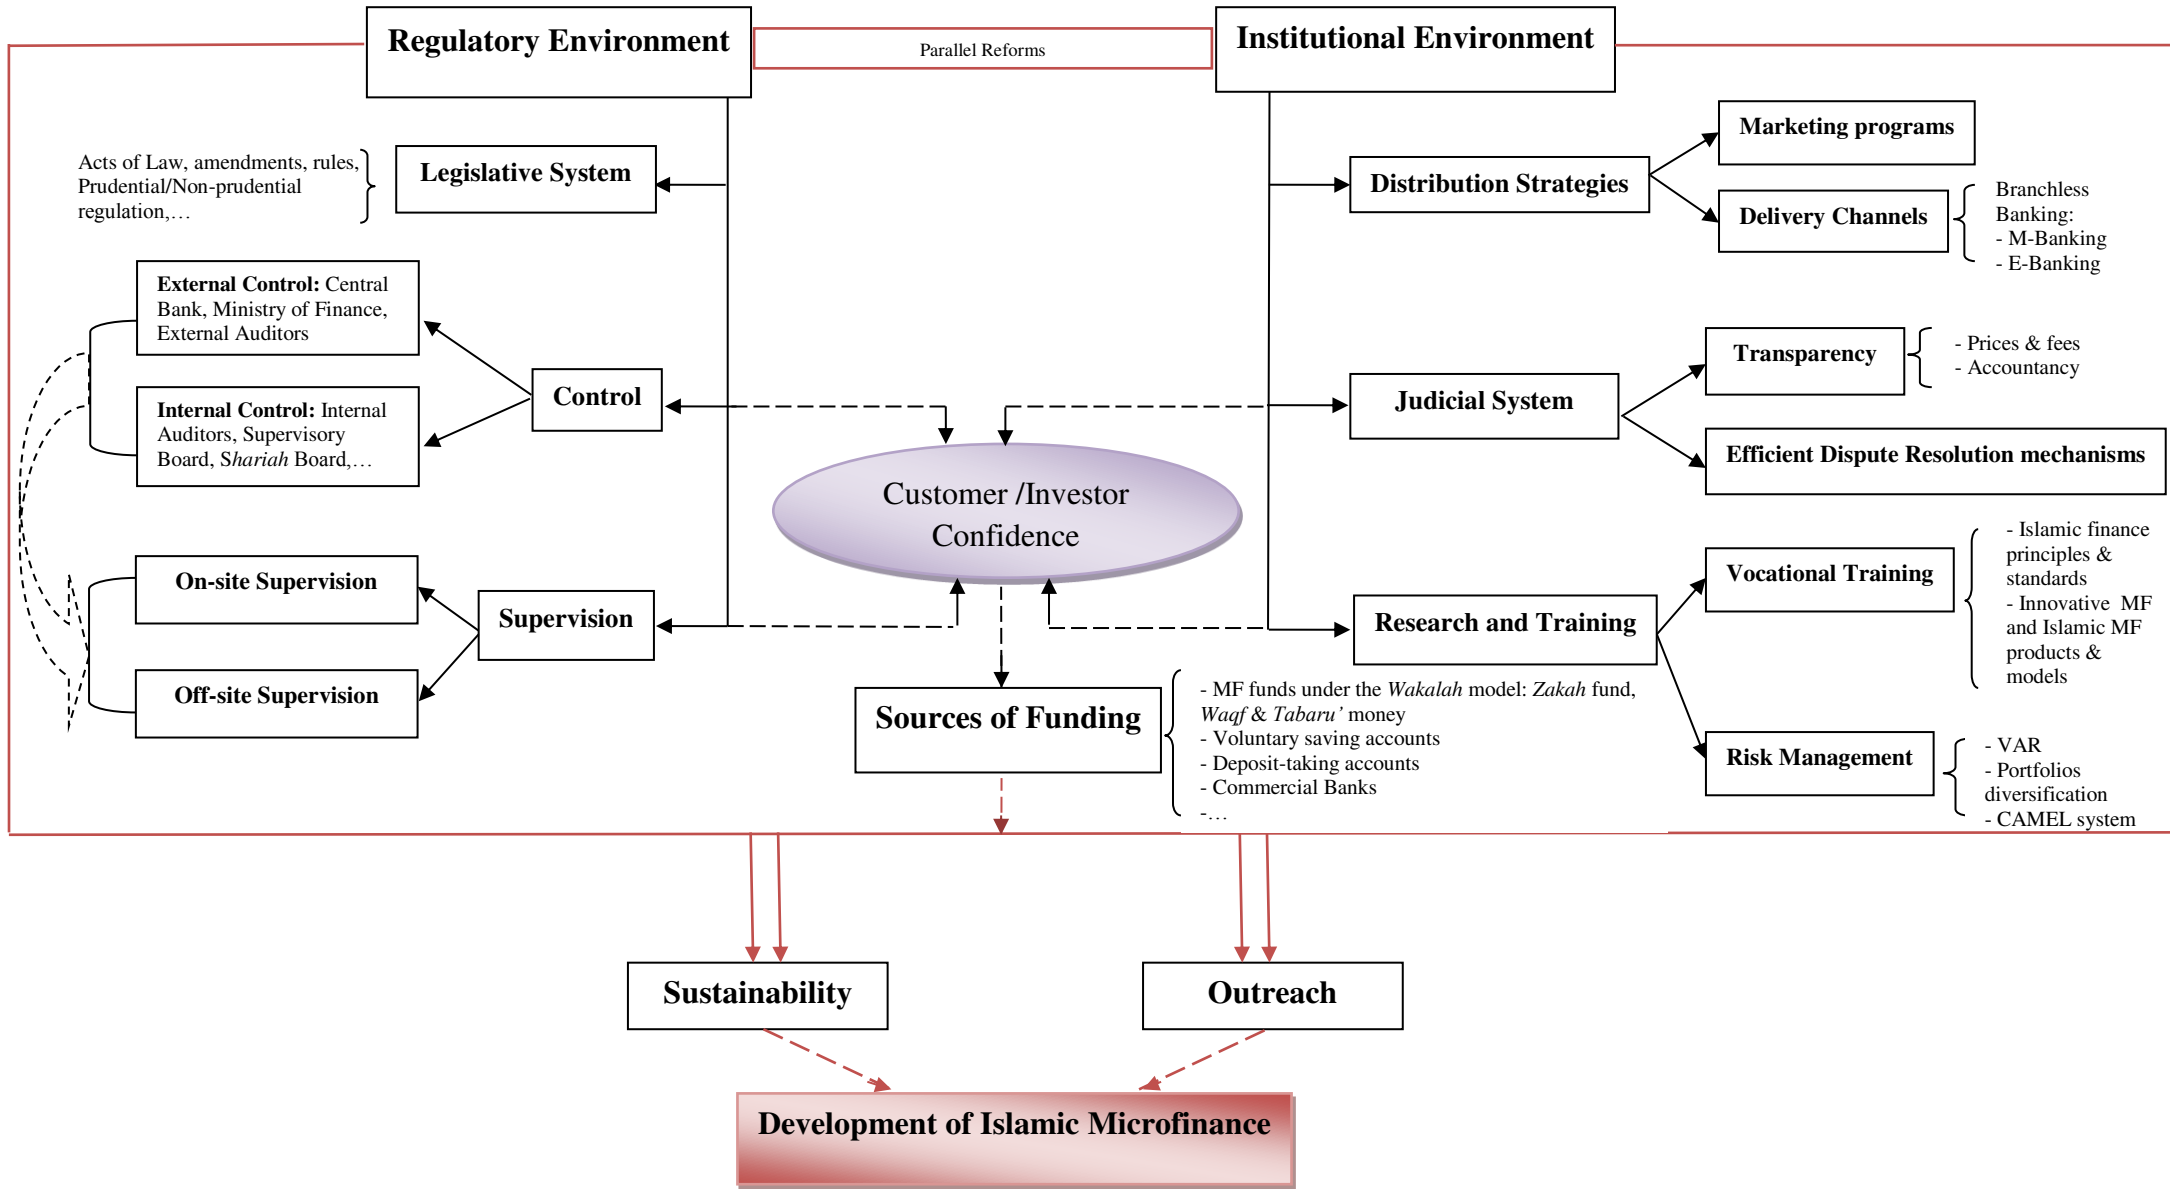 Regulatory Environment
Parallel Reforms
Institutional Environment
Acts of Law, amendments, rules,
Prudential/Non-prudential
regulation,…
Legislative System
External Control: Central
Bank, Ministry of Finance,
External Auditors
Internal Control: Internal
Auditors, Supervisory
Board, Shariah Board,…
Control
On-site Supervision
Off-site Supervision
Supervision
Customer /Investor
Confidence
Sources of Funding
- MF funds under the Wakalah model: Zakah fund,
Waqf & Tabaru’ money
- Voluntary saving accounts
- Deposit-taking accounts
- Commercial Banks
-…
Distribution Strategies
Marketing programs
Delivery Channels
Branchless
Banking:
- M-Banking
- E-Banking
Judicial System
Transparency
- Prices & fees
- Accountancy
Efficient Dispute Resolution mechanisms
Research and Training
Vocational Training
- Islamic finance
principles &
standards
- Innovative MF
and Islamic MF
products &
models
Risk Management
- VAR
- Portfolios
diversification
- CAMEL system
Sustainability
Outreach
Development of Islamic Microfinance